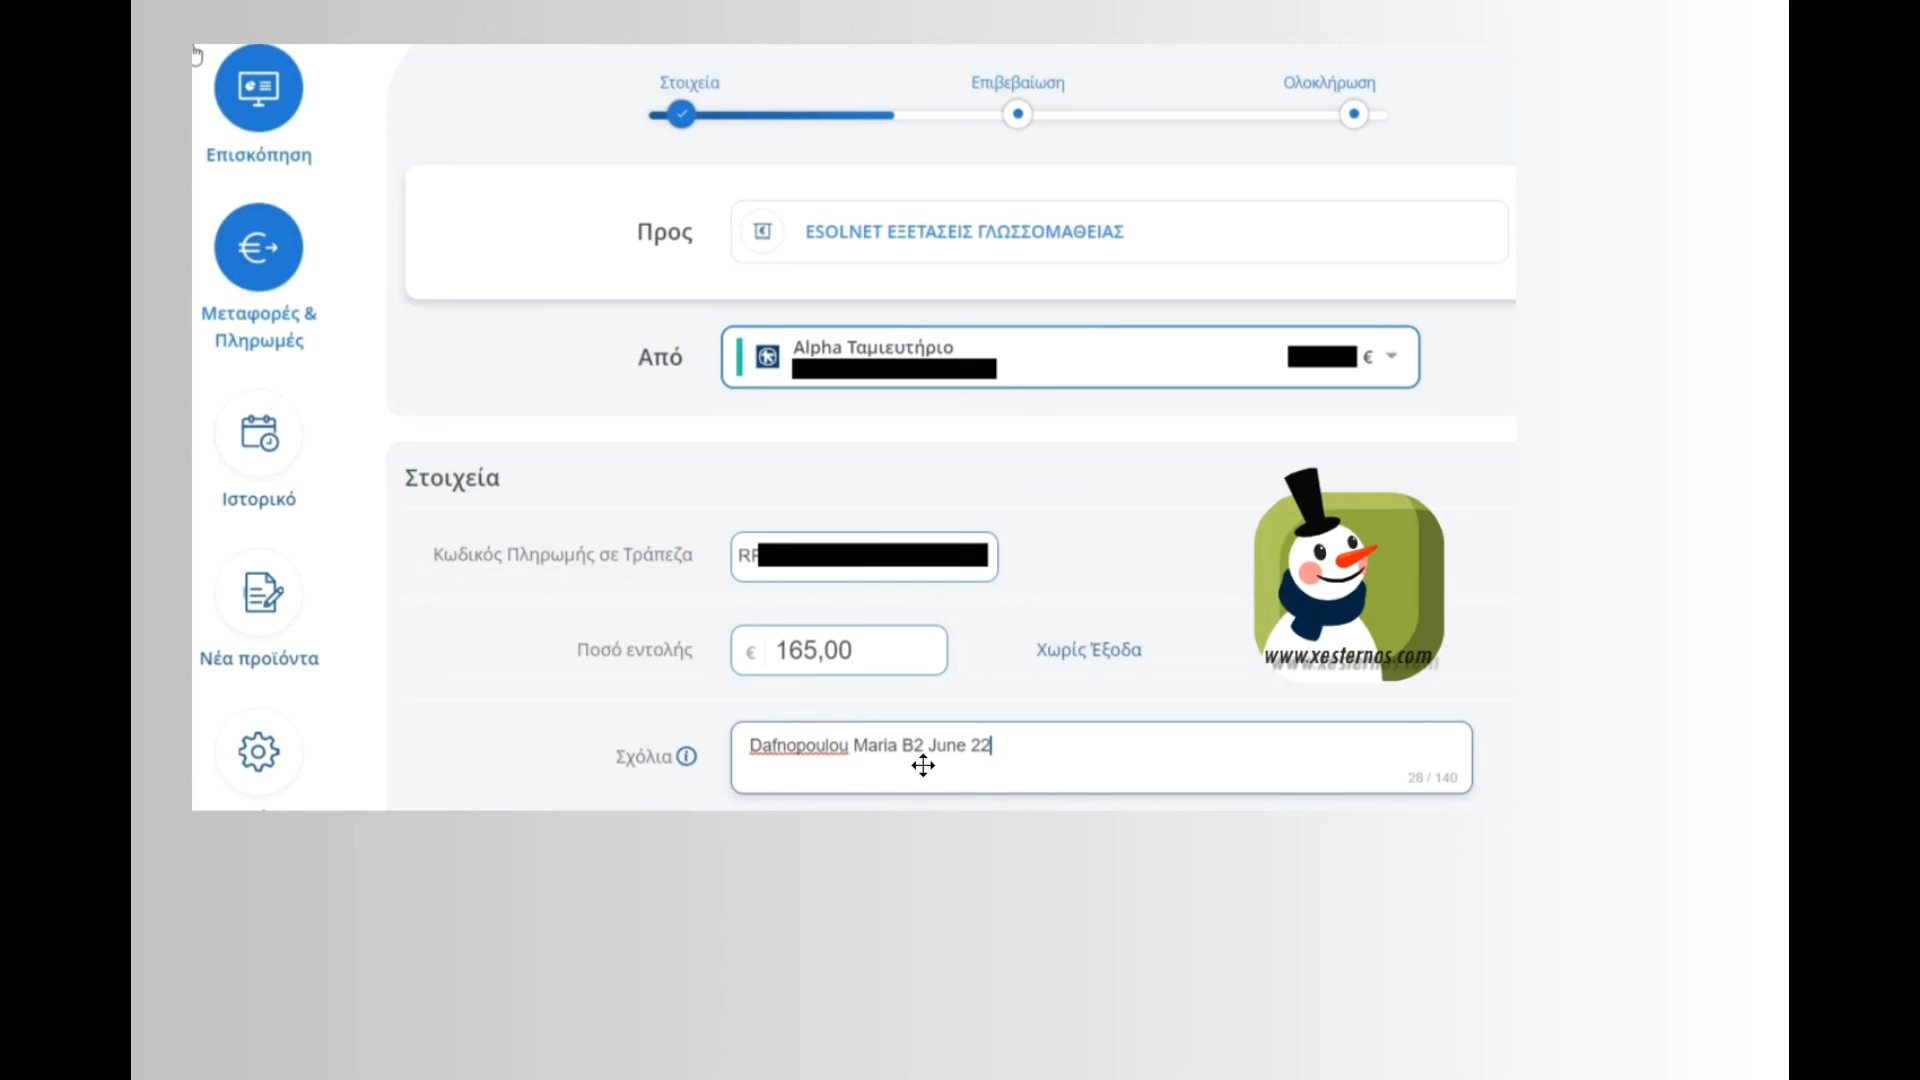 Στοιχεία
Επιβεβαίωση
Ολοκλήρωση
Επισκόπηση
Προς
ESOLNET ΕΞΕΤΑΣΕΙΣ ΓΛΩΣΣΟΜΑΘΕΙΑΣ
Μεταφορές &
Πληρωμές
Από
Alpha Ταμιευτήριο
€
Στοιχεία
Ιστορικό
Κωδικός Πληρωμής σε Τράπεζα
RF
Ποσό εντολής
€ 165,00
Χωρίς Έξοδα
www.xesternos.com
Νέα προϊόντα
Σχόλια
Dafnopoulou Maria B2 June 22
28 / 140